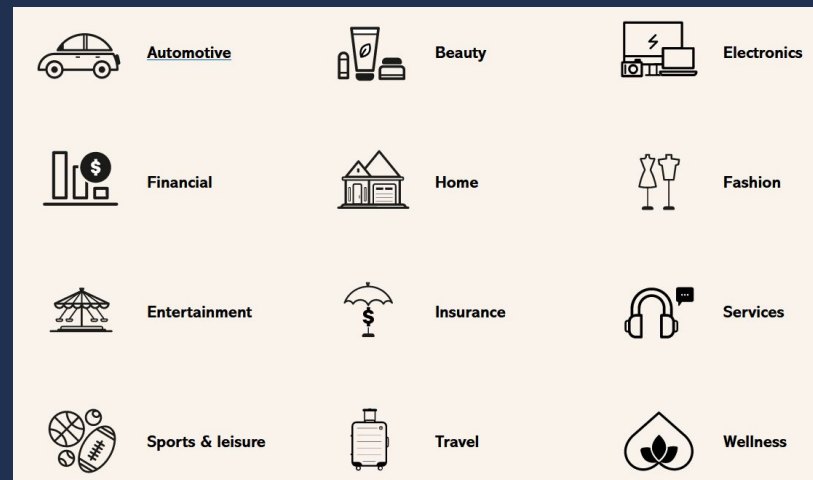 Automotive
Beauty
Electronics
$
Financial
Home
Fashion
Entertainment
$
Insurance
Services
Sports & leisure
Travel
Wellness